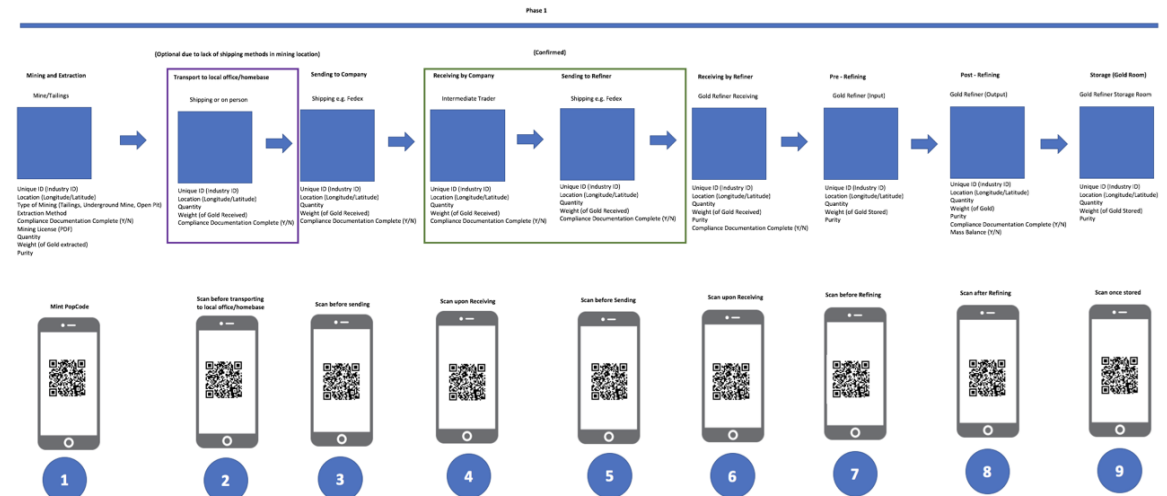 Phase 1
(Optional due to lack of shipping methods in mining location)
(Confirmed)
Mining and Extraction
Mine/Tailings
Unique ID (Industry ID)
Location (Longitude/Latitude)
Type of Mining (Tailings, Underground Mine, Open Pit)
Extraction Method
Compliance Documentation Complete (Y/N)
Mining License (PDF)
Quantity
Weight (of Gold extracted)
Purity
Transport to local office/homebase
Shipping or on person
Unique ID (Industry ID)
Location (Longitude/Latitude)
Quantity
Weight (of Gold Received)
Compliance Documentation Complete (Y/N)
Sending to Company
Shipping e.g. Fedex
Unique ID (Industry ID)
Location (Longitude/Latitude)
Quantity
Weight (of Gold Received)
Compliance Documentation Complete (Y/N)
Receiving by Company
Intermediate Trader
Unique ID (Industry ID)
Location (Longitude/Latitude)
Quantity
Weight (of Gold Received)
Compliance Documentation Complete (Y/N)
Sending to Refiner
Shipping e.g. Fedex
Unique ID (Industry ID)
Location (Longitude/Latitude)
Quantity
Weight (of Gold Received)
Compliance Documentation Complete (Y/N)
Receiving by Refiner
Gold Refiner Receiving
Unique ID (Industry ID)
Location (Longitude/Latitude)
Quantity
Weight (of Gold Received)
Purity
Compliance Documentation Complete (Y/N)
Pre - Refining
Gold Refiner (Input)
Unique ID (Industry ID)
Location (Longitude/Latitude)
Quantity
Weight (of Gold Stored)
Purity
Post - Refining
Gold Refiner (Output)
Unique ID (Industry ID)
Location (Longitude/Latitude)
Quantity
Weight (of Gold)
Purity
Compliance Documentation Complete (Y/N)
Mass Balance (Y/N)
Storage (Gold Room)
Gold Refiner Storage Room
Unique ID (Industry ID)
Location (Longitude/Latitude)
Quantity
Weight (of Gold Stored)
Purity
Mint PopCode
1
Scan before transporting
to local office/homebase
2
Scan before sending
3
Scan upon Receiving
4
Scan before Sending
5
Scan upon Receiving
6
Scan before Refining
7
Scan after Refining
8
Scan once stored
9